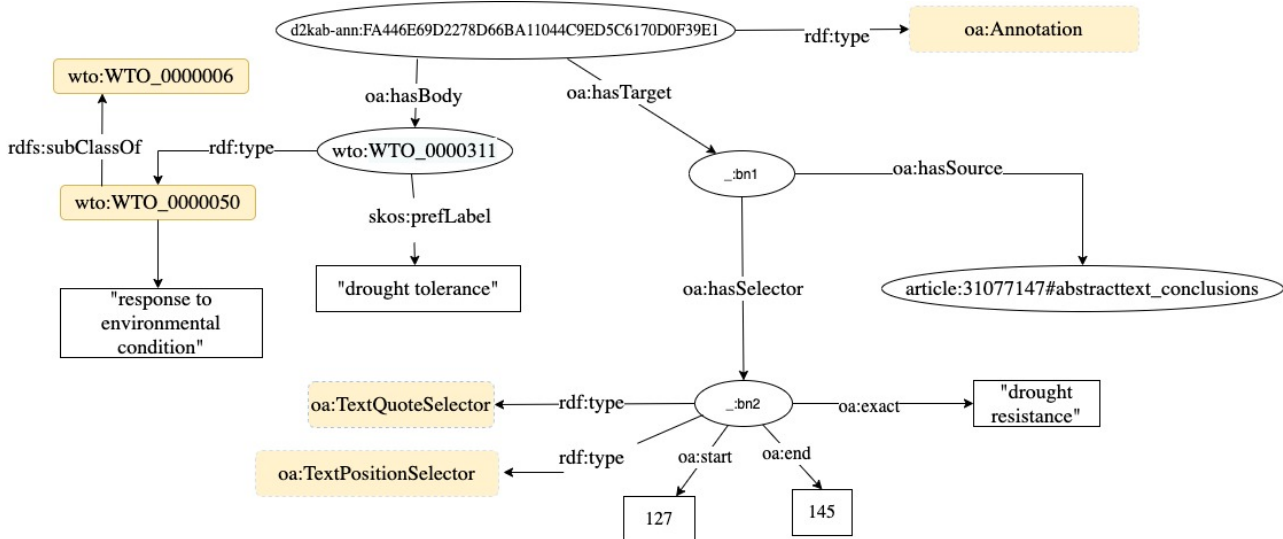 d2kab-ann:FA446E69D2278D66BA11044C9ED5C6170D0F39E1
rdf:type
oa:Annotation
wto:WTO_0000006
oa:hasBody
oa:hasTarget
rdfs:subClassOf
rdf:type
wto:WTO_0000311
_:bn1
oa:hasSource
wto:WTO_0000050
skos:prefLabel
"response to
environmental
condition"
"drought tolerance"
oa:hasSelector
article:31077147#abstracttext_conclusions
oa:TextQuoteSelector
rdf:type
_:bn2
oa:exact
"drought
resistance"
oa:TextPositionSelector
rdf:type
oa:start
oa:end
127
145